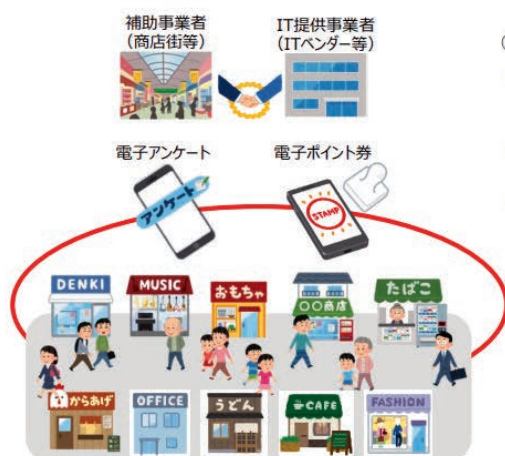 補助事業者
(商店街等)
IT提供事業者
(ITベンダー等)
電子アンケート
電子ポイント券
アンケート
STAMP
DENKI
MUSIC
おもちゃ
○○商店
たばこ
からあげ
OFFICE
うどん
CAFE
FASHION